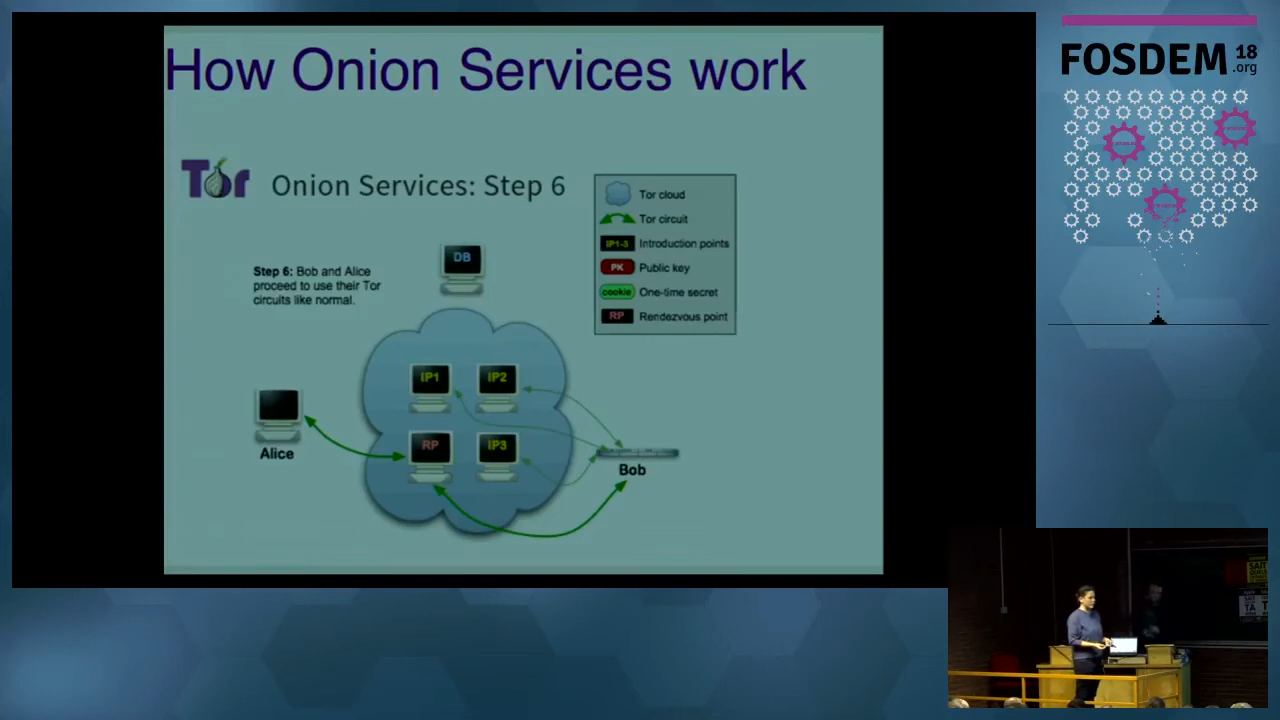 How Onion Services work
Tor
Onion Services: Step 6
Step 6: Bob and Alice
proceed to use their Tor
circuits like normal.
DB
Tor cloud
Tor circuit
IP1-3 Introduction points
PK Public key
cookie One-time secret
RP Rendezvous point
IP1
IP2
RP
IP3
Alice
Bob
FOSDEM 18
.org
TA